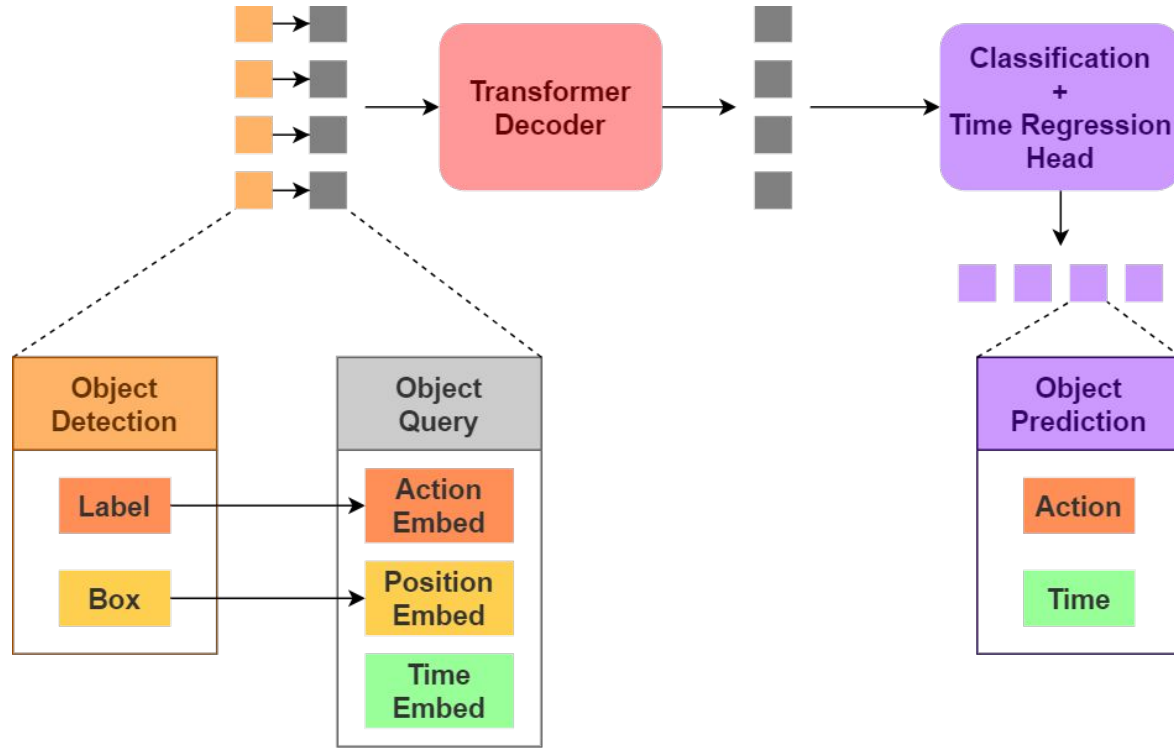 Transformer
Decoder
Classification
+
Time Regression
Head
Object
Detection
Label
Box
Object
Query
Action
Embed
Position
Embed
Time
Embed
Object
Prediction
Action
Time